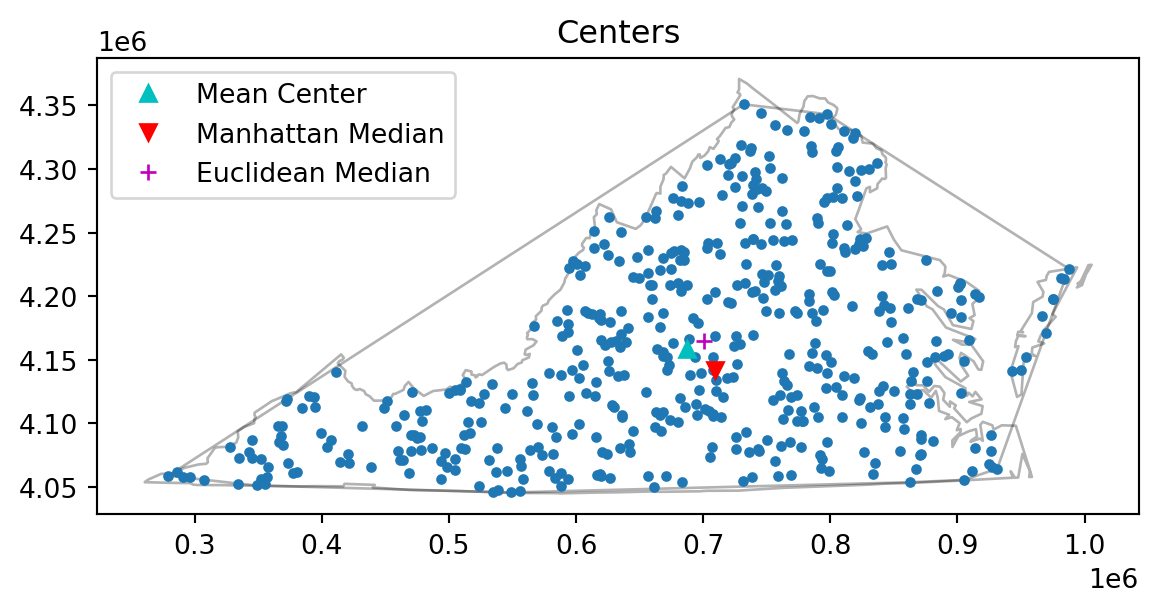 Centers
1e6
Mean Center
Manhattan Median
Euclidean Median
4.35
4.30
4.25
4.20
4.15
4.10
4.05
0.3 0.4 0.5 0.6 0.7 0.8 0.9 1.0
1e6